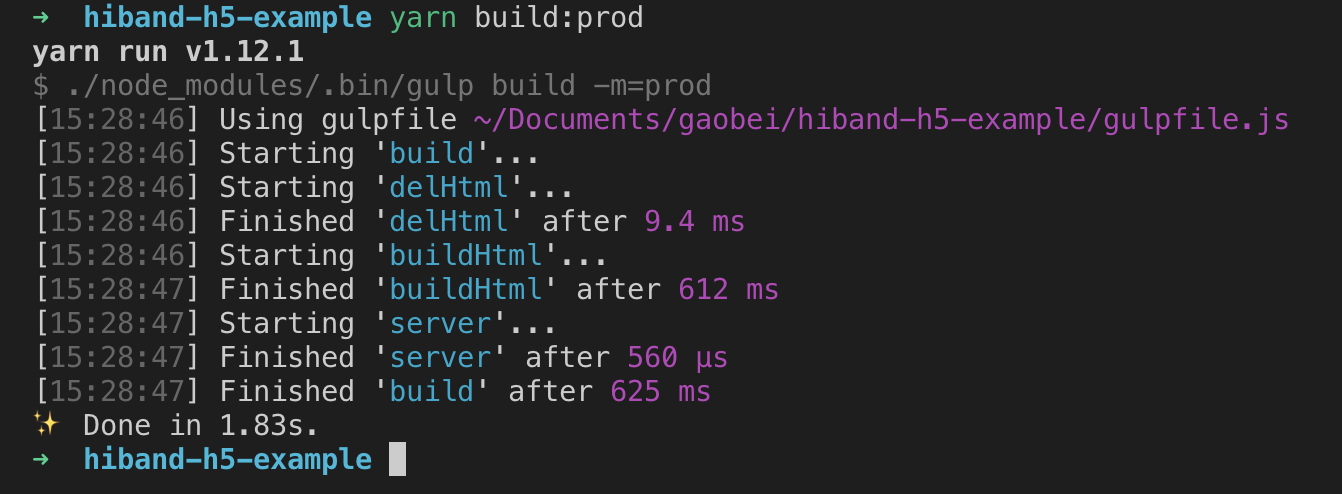 ➜  hiband-h5-example yarn build:prod
yarn run v1.12.1
$ ./node_modules/.bin/gulp build -m=prod
[15:28:46] Using gulpfile ~/Documents/gaobei/hiband-h5-example/gulpfile.js
[15:28:46] Starting 'build'...
[15:28:46] Starting 'delHtml'...
[15:28:46] Finished 'delHtml' after 9.4 ms
[15:28:46] Starting 'buildHtml'...
[15:28:47] Finished 'buildHtml' after 612 ms
[15:28:47] Starting 'server'...
[15:28:47] Finished 'server' after 560 μs
[15:28:47] Finished 'build' after 625 ms
✨ Done in 1.83s.
➜  hiband-h5-example